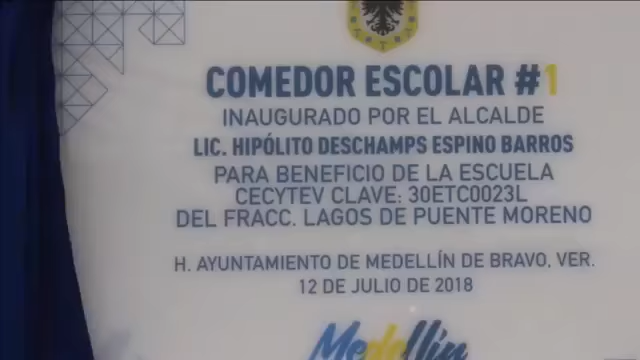 COMEDOR ESCOLAR #1
INAUGURADO POR EL ALCALDE
LIC. HIPÓLITO DESCHAMPS ESPINO BARROS
PARA BENEFICIO DE LA ESCUELA
CECYTEV CLAVE: 30ETC0023L
DEL FRACC. LAGOS DE PUENTE MORENO
H. AYUNTAMIENTO DE MEDELLÍN DE BRAVO, VER.
12 DE JULIO DE 2018
Medellín